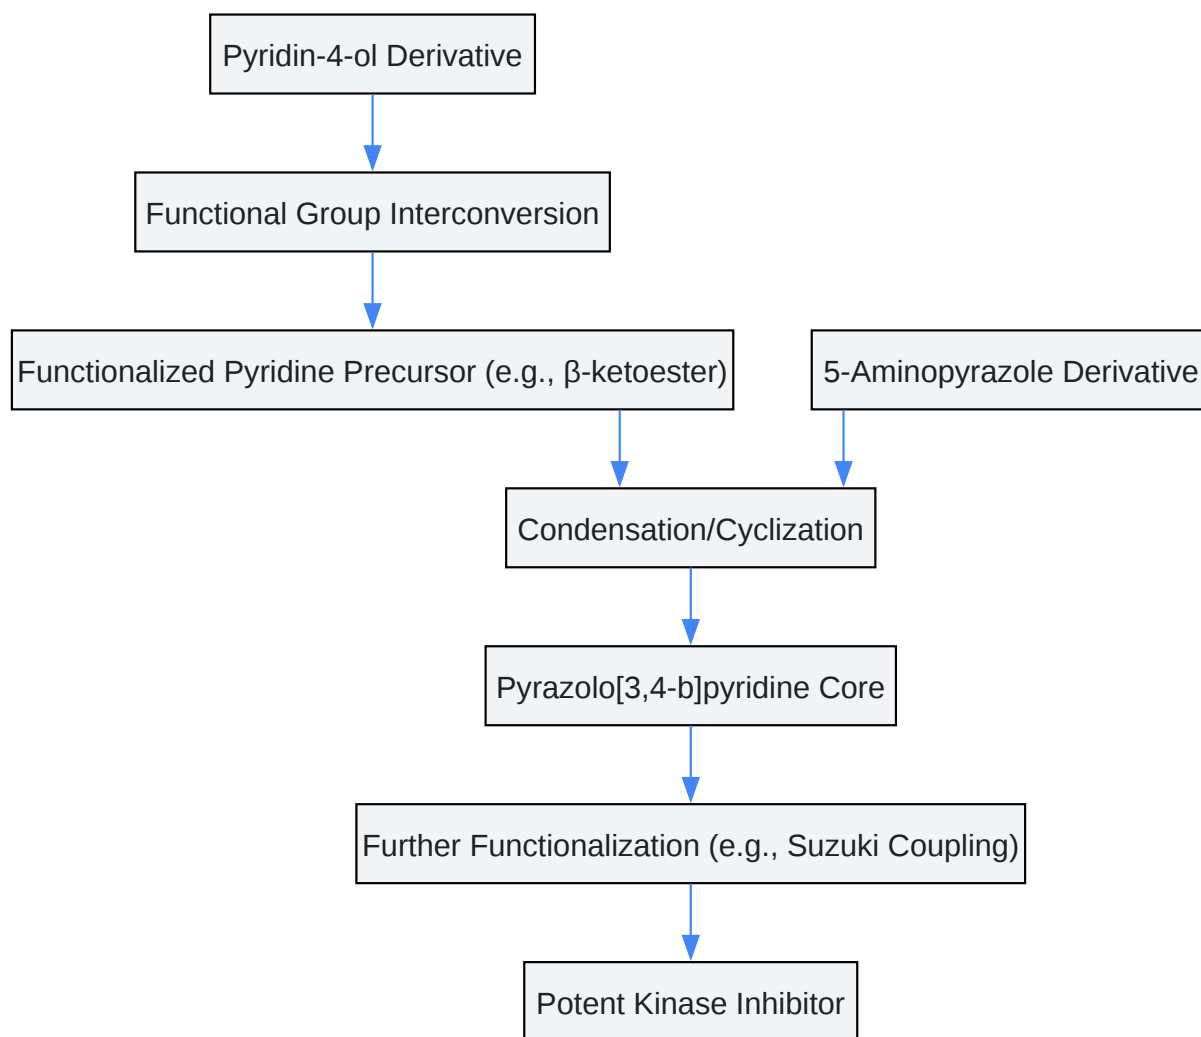 Pyridin-4-ol Derivative
Functional Group Interconversion
Functionalized Pyridine Precursor (e.g., β-ketoester)
5-Aminopyrazole Derivative
Condensation/Cyclization
Pyrazolo[3,4-b]pyridine Core
Further Functionalization (e.g., Suzuki Coupling)
Potent Kinase Inhibitor